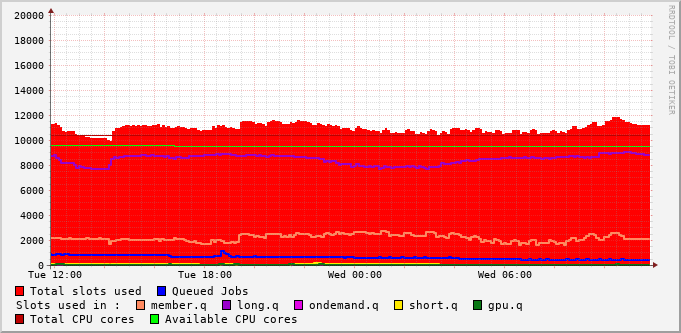 20000
18000
16000
14000
12000
10000
8000
6000
4000
2000
0
Tue 12:00 Tue 18:00 Wed 00:00 Wed 06:00
RRDTOOL / TOBI OETIKER
Total slots used Queued Jobs
Slots used in : member.q long.q ondemand.q short.q gpu.q
Total CPU cores Available CPU cores